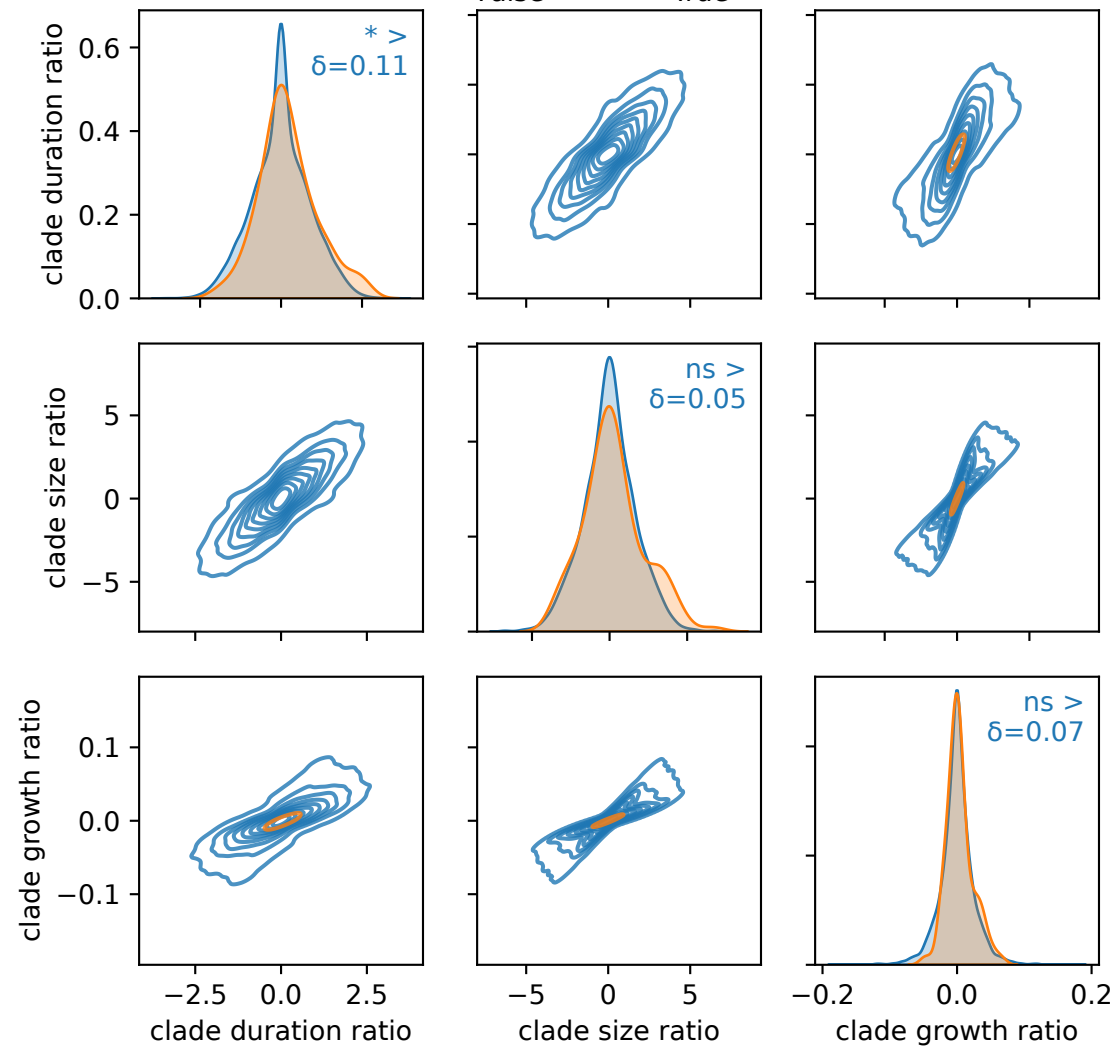 * >
δ=0.11
clade duration ratio
0.6
0.4
0.2
0.0
ns >
δ=0.05
clade size ratio
5
0
−5
ns >
δ=0.07
clade growth ratio
0.1
0.0
−0.1
−2.5 0.0 2.5
−5 0 5
−0.2 0.0 0.2
clade duration ratio
clade size ratio
clade growth ratio